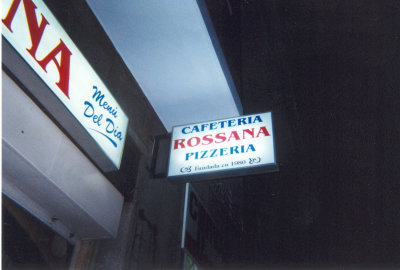 NA
Menú
Del Día
CAFETERIA
ROSSANA
PIZZERIA
Fundada en 1980